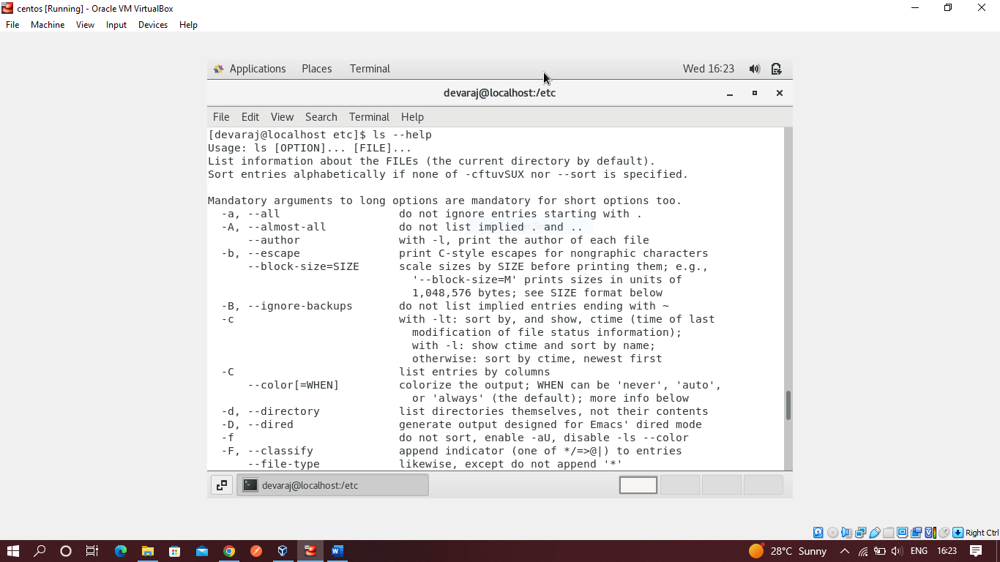 centos [Running] - Oracle VM VirtualBox
File Machine View Input Devices Help
Applications Places Terminal Wed 16:23
devaraj@localhost:/etc
File Edit View Search Terminal Help
[devaraj@localhost etc]$ ls --help
Usage: ls [OPTION]... [FILE]...
List information about the FILEs (the current directory by default).
Sort entries alphabetically if none of -cftuvSUX nor --sort is specified.

Mandatory arguments to long options are mandatory for short options too.
  -a, --all                  do not ignore entries starting with .
  -A, --almost-all           do not list implied . and ..
      --author               with -l, print the author of each file
  -b, --escape               print C-style escapes for nongraphic characters
      --block-size=SIZE      scale sizes by SIZE before printing them; e.g.,
                               '--block-size=M' prints sizes in units of
                               1,048,576 bytes; see SIZE format below
  -B, --ignore-backups       do not list implied entries ending with ~
  -c                         with -lt: sort by, and show, ctime (time of last
                               modification of file status information);
                               with -l: show ctime and sort by name;
                               otherwise: sort by ctime, newest first
  -C                         list entries by columns
      --color[=WHEN]         colorize the output; WHEN can be 'never', 'auto',
                               or 'always' (the default); more info below
  -d, --directory            list directories themselves, not their contents
  -D, --dired                generate output designed for Emacs' dired mode
  -f                         do not sort, enable -aU, disable -ls --color
  -F, --classify             append indicator (one of */=>@|) to entries
      --file-type            likewise, except do not append '*'
devaraj@localhost:/etc
Right Ctrl
28°C Sunny ENG 16:23